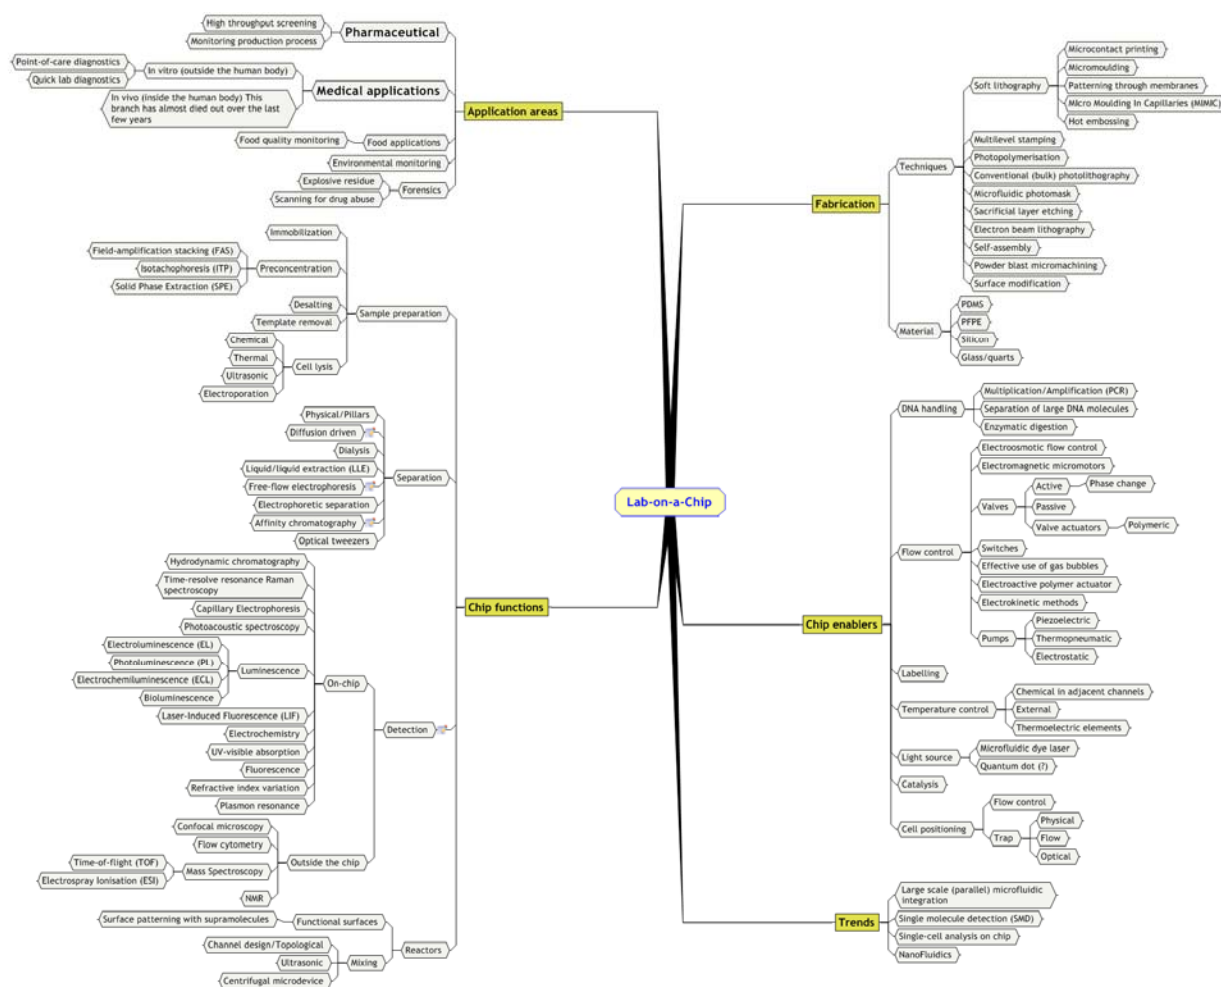 High throughput screening
Monitoring production process
Pharmaceutical
Point-of-care diagnostics
Quick lab diagnostics
In vitro (outside the human body)
In vivo (inside the human body) This
branch has almost died out over the last
few years
Medical applications
Food quality monitoring
Food applications
Environmental monitoring
Explosive residue
Scanning for drug abuse
Forensics
Application areas
Immobilization
Field-amplification stacking (FAS)
Isotachophoresis (ITP)
Solid Phase Extraction (SPE)
Preconcentration
Desalting
Template removal
Chemical
Thermal
Ultrasonic
Electroporation
Cell lysis
Sample preparation
Physical/Pillars
Diffusion driven
Dialysis
Liquid/liquid extraction (LLE)
Free-flow electrophoresis
Electrophoretic separation
Affinity chromatography
Optical tweezers
Separation
Hydrodynamic chromatography
Time-resolve resonance Raman
spectroscopy
Capillary Electrophoresis
Photoacoustic spectroscopy
Electroluminescence (EL)
Photoluminescence (PL)
Electrochemiluminescence (ECL)
Bioluminescence
Luminescence
Laser-Induced Fluorescence (LIF)
Electrochemistry
UV-visible absorption
Fluorescence
Refractive index variation
Plasmon resonance
On-chip
Confocal microscopy
Flow cytometry
Time-of-flight (TOF)
Electrospray Ionisation (ESI)
Mass Spectroscopy
NMR
Outside the chip
Detection
Surface patterning with supramolecules
Functional surfaces
Channel design/Topological
Ultrasonic
Centrifugal microdevice
Mixing
Reactors
Chip functions
Lab-on-a-Chip
Fabrication
Techniques
Soft lithography
Microcontact printing
Micromoulding
Patterning through membranes
Micro Moulding In Capillaries (MIMIC)
Hot embossing
Multilevel stamping
Photopolymerisation
Conventional (bulk) photolithography
Microfluidic photomask
Sacrificial layer etching
Electron beam lithography
Self-assembly
Powder blast micromachining
Surface modification
Material
PDMS
PFPE
Silicon
Glass/quarts
Chip enablers
DNA handling
Multiplication/Amplification (PCR)
Separation of large DNA molecules
Enzymatic digestion
Flow control
Electroosmotic flow control
Electromagnetic micromotors
Valves
Active
Phase change
Passive
Valve actuators
Polymeric
Switches
Effective use of gas bubbles
Electroactive polymer actuator
Electrokinetic methods
Pumps
Piezoelectric
Thermopneumatic
Electrostatic
Labelling
Temperature control
Chemical in adjacent channels
External
Thermoelectric elements
Light source
Microfluidic dye laser
Quantum dot (?)
Catalysis
Cell positioning
Flow control
Trap
Physical
Flow
Optical
Trends
Large scale (parallel) microfluidic
integration
Single molecule detection (SMD)
Single-cell analysis on chip
NanoFluidics